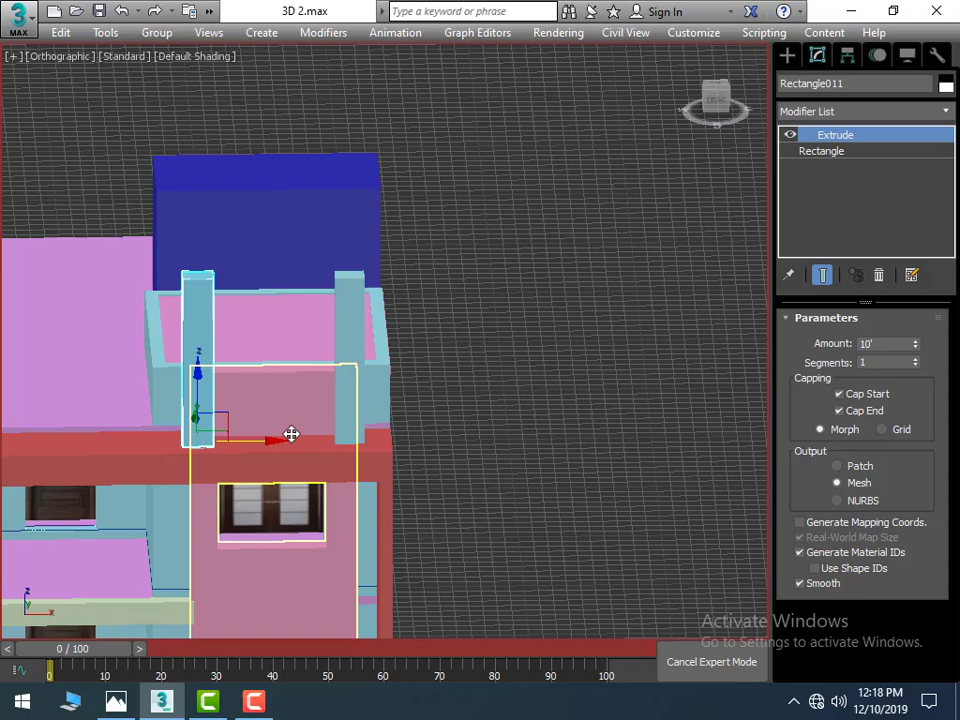 3D 2.max
Type a keyword or phrase
Sign In
MAX
Edit Tools Group Views Create Modifiers Animation Graph Editors Rendering Civil View Customize Scripting Content Help
[+] [Orthographic] [Standard] [Default Shading]
FRONT
Rectangle011
Modifier List
Extrude
Rectangle
Parameters
Amount: 10'
Segments: 1
Capping
Cap Start
Cap End
Morph Grid
Output
Patch
Mesh
NURBS
Generate Mapping Coords.
Real-World Map Size
Generate Material IDs
Use Shape IDs
Smooth
z
z
y
x
Activate Windows
Go to Settings to activate Windows.
< 0 / 100 >
Cancel Expert Mode
0 10 20 30 40 50 60 70 80 90 100
12:18 PM
12/10/2019